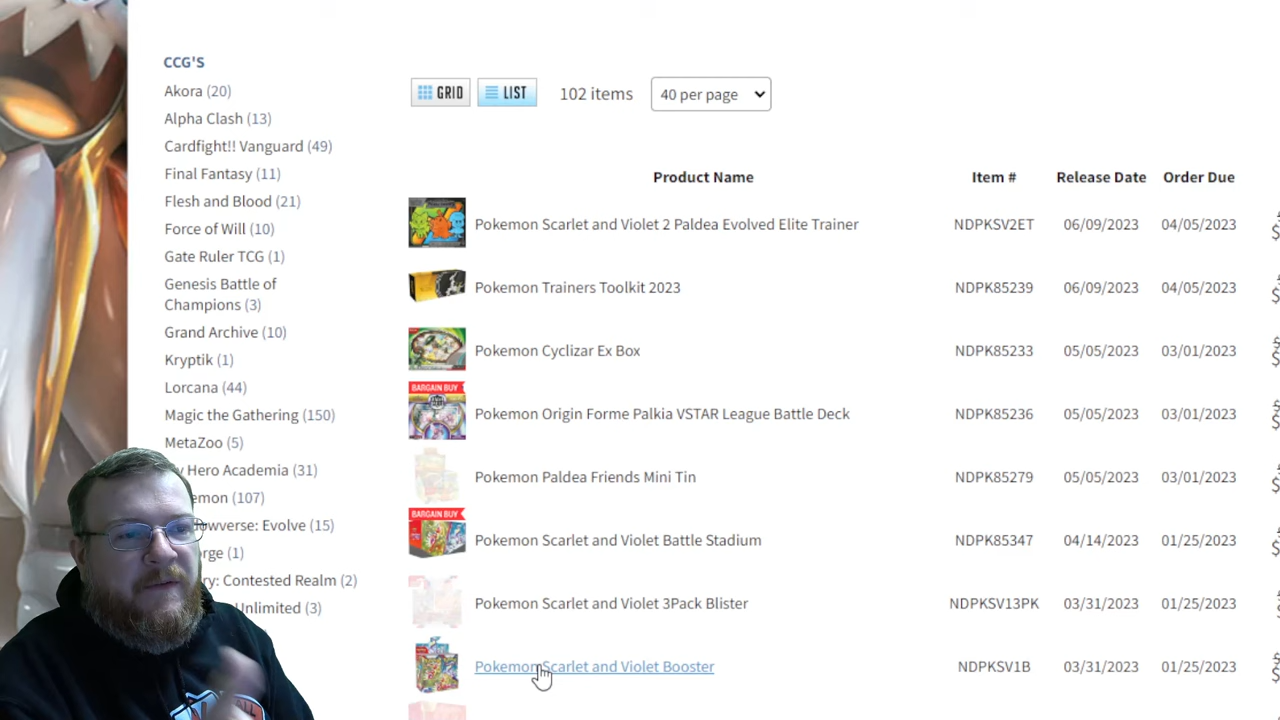 CCG'S
Akora (20)
Alpha Clash (13)
Cardfight!! Vanguard (49)
Final Fantasy (11)
Flesh and Blood (21)
Force of Will (10)
Gate Ruler TCG (1)
Genesis Battle of
Champions (3)
Grand Archive (10)
Kryptik (1)
Lorcana (44)
Magic the Gathering (150)
MetaZoo (5)
Hero Academia (31)
(107)
Evolve (15)
(1)
Contested Realm (2)
Unlimited (3)
GRID LIST 102 items 40 per page
Product Name Item # Release Date Order Due
Pokemon Scarlet and Violet 2 Paldea Evolved Elite Trainer NDPKSV2ET 06/09/2023 04/05/2023 $
Pokemon Trainers Toolkit 2023 NDPK85239 06/09/2023 04/05/2023 $
Pokemon Cyclizar Ex Box NDPK85233 05/05/2023 03/01/2023 $
BARGAIN BUY
Pokemon Origin Forme Palkia VSTAR League Battle Deck NDPK85236 05/05/2023 03/01/2023 $
Pokemon Paldea Friends Mini Tin NDPK85279 05/05/2023 03/01/2023 $
BARGAIN BUY
Pokemon Scarlet and Violet Battle Stadium NDPK85347 04/14/2023 01/25/2023 $
Pokemon Scarlet and Violet 3Pack Blister NDPKSV13PK 03/31/2023 01/25/2023 $
Pokemon Scarlet and Violet Booster NDPKSV1B 03/31/2023 01/25/2023 $